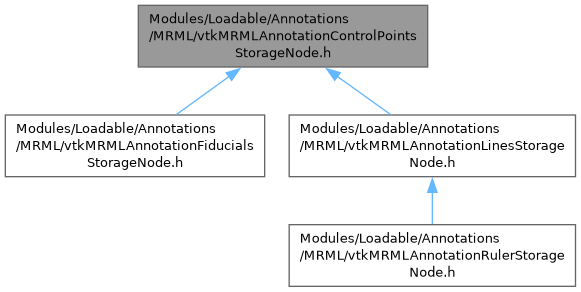 Modules/Loadable/Annotations
/MRML/vtkMRMLAnnotationControlPoints
StorageNode.h
Modules/Loadable/Annotations
/MRML/vtkMRMLAnnotationFiducials
StorageNode.h
Modules/Loadable/Annotations
/MRML/vtkMRMLAnnotationLinesStorage
Node.h
Modules/Loadable/Annotations
/MRML/vtkMRMLAnnotationRulerStorage
Node.h